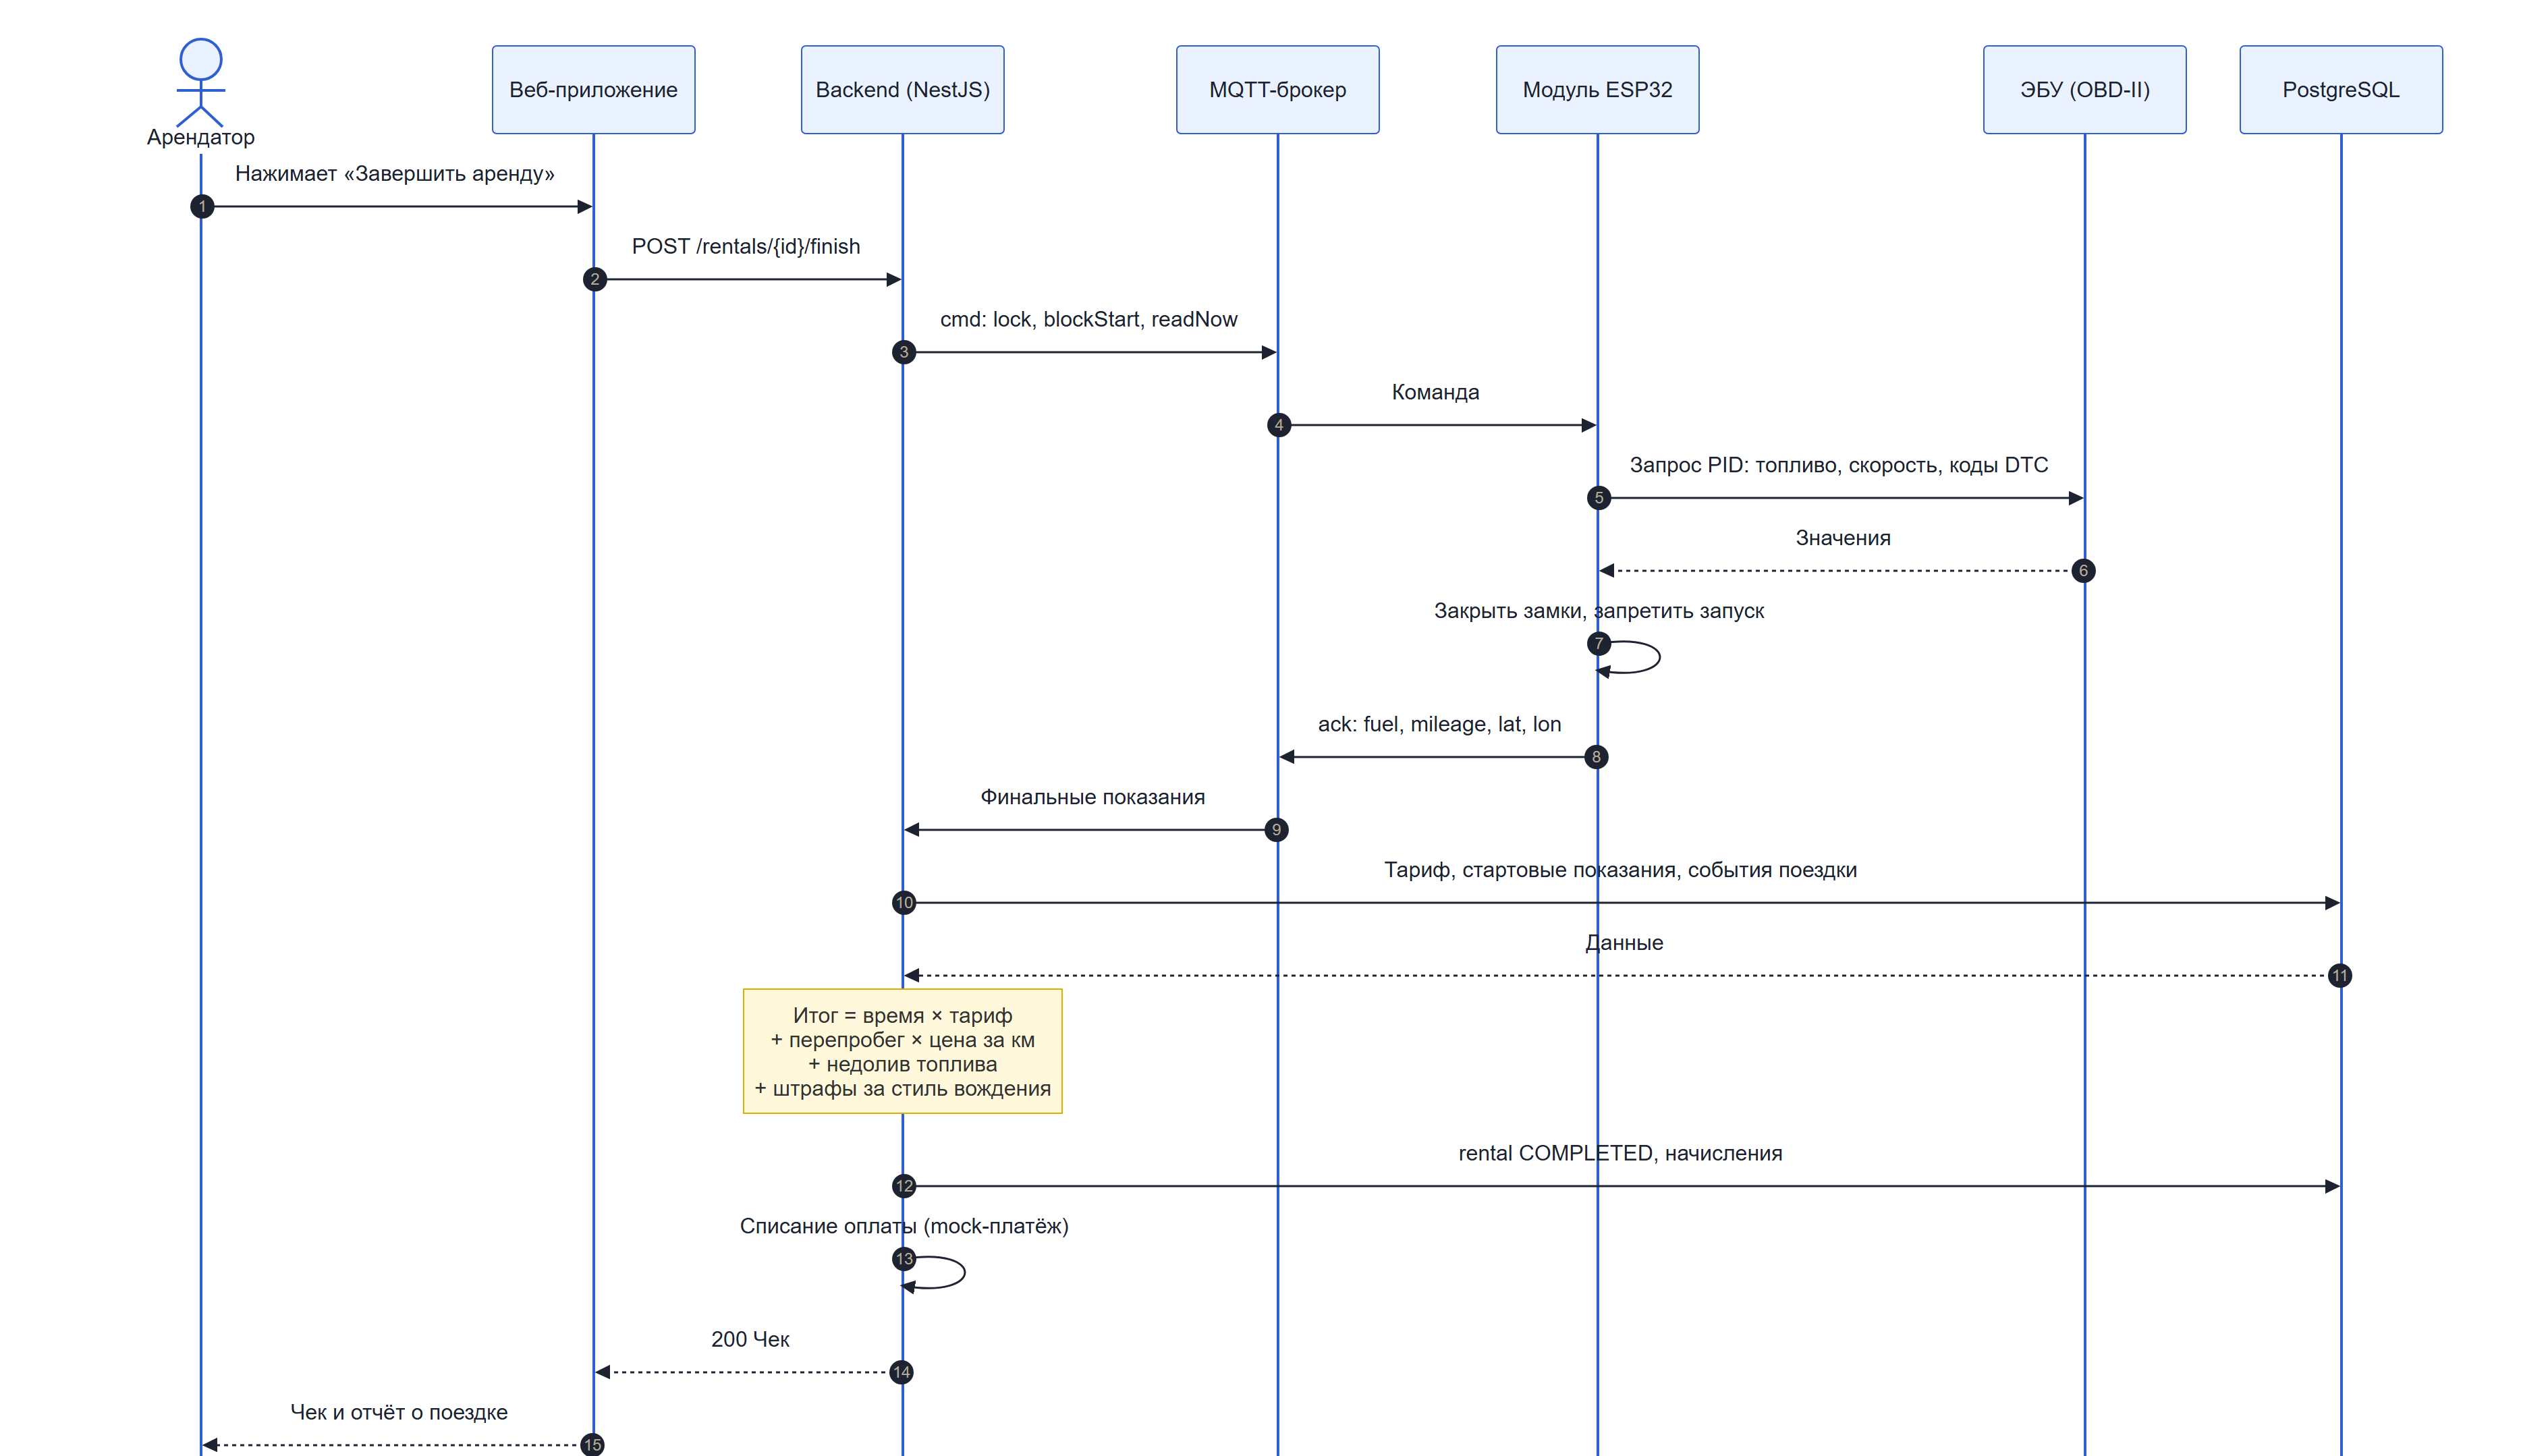 Арендатор
Веб-приложение
Backend (NestJS)
MQTT-брокер
Модуль ESP32
ЭБУ (OBD-II)
PostgreSQL
Нажимает «Завершить аренду»
1
POST /rentals/{id}/finish
2
cmd: lock, blockStart, readNow
3
Команда
4
Запрос PID: топливо, скорость, коды DTC
5
Значения
6
Закрыть замки, запретить запуск
7
ack: fuel, mileage, lat, lon
8
Финальные показания
9
Тариф, стартовые показания, события поездки
10
Данные
11
Итог = время × тариф
+ перепробег × цена за км
+ недолив топлива
+ штрафы за стиль вождения
rental COMPLETED, начисления
12
Списание оплаты (mock-платёж)
13
200 Чек
14
Чек и отчёт о поездке
15